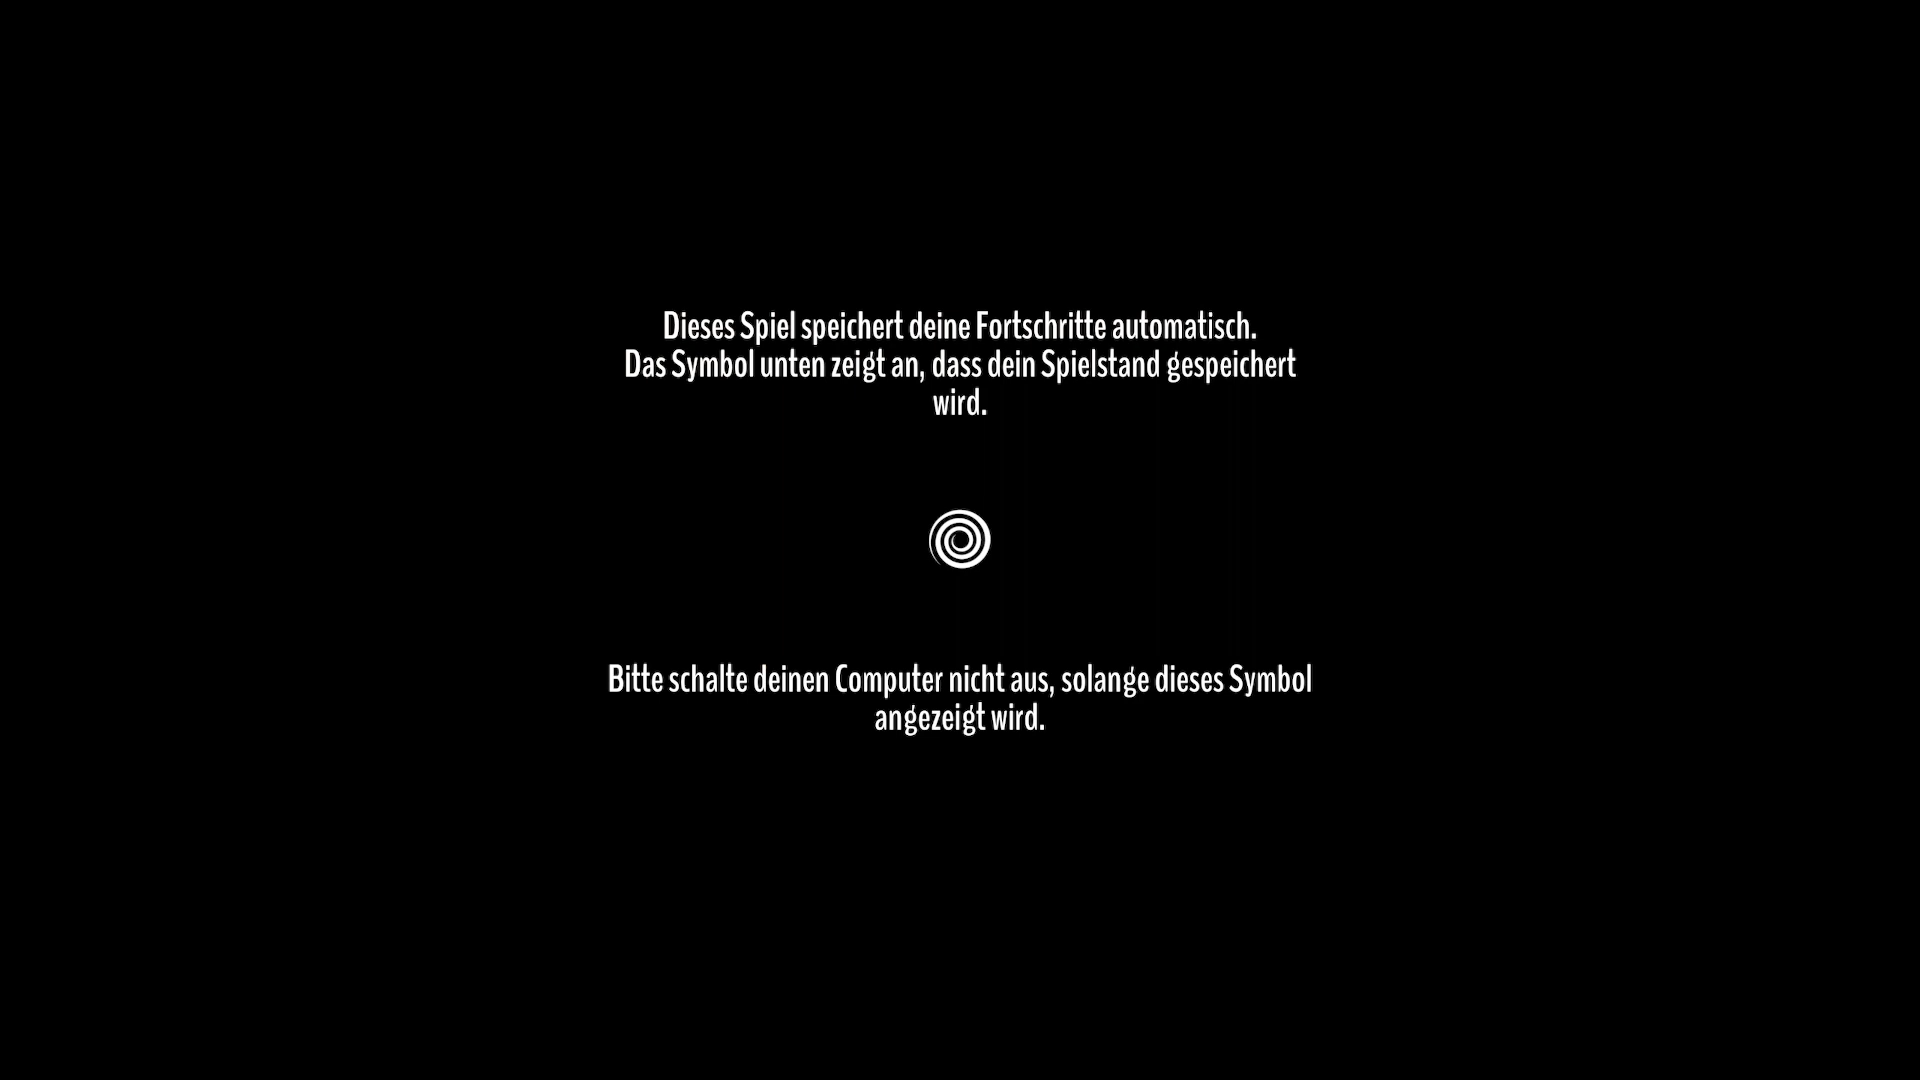 Dieses Spiel speichert deine Fortschritte automatisch.
Das Symbol unten zeigt an, dass dein Spielstand gespeichert
wird.
Bitte schalte deinen Computer nicht aus, solange dieses Symbol
angezeigt wird.